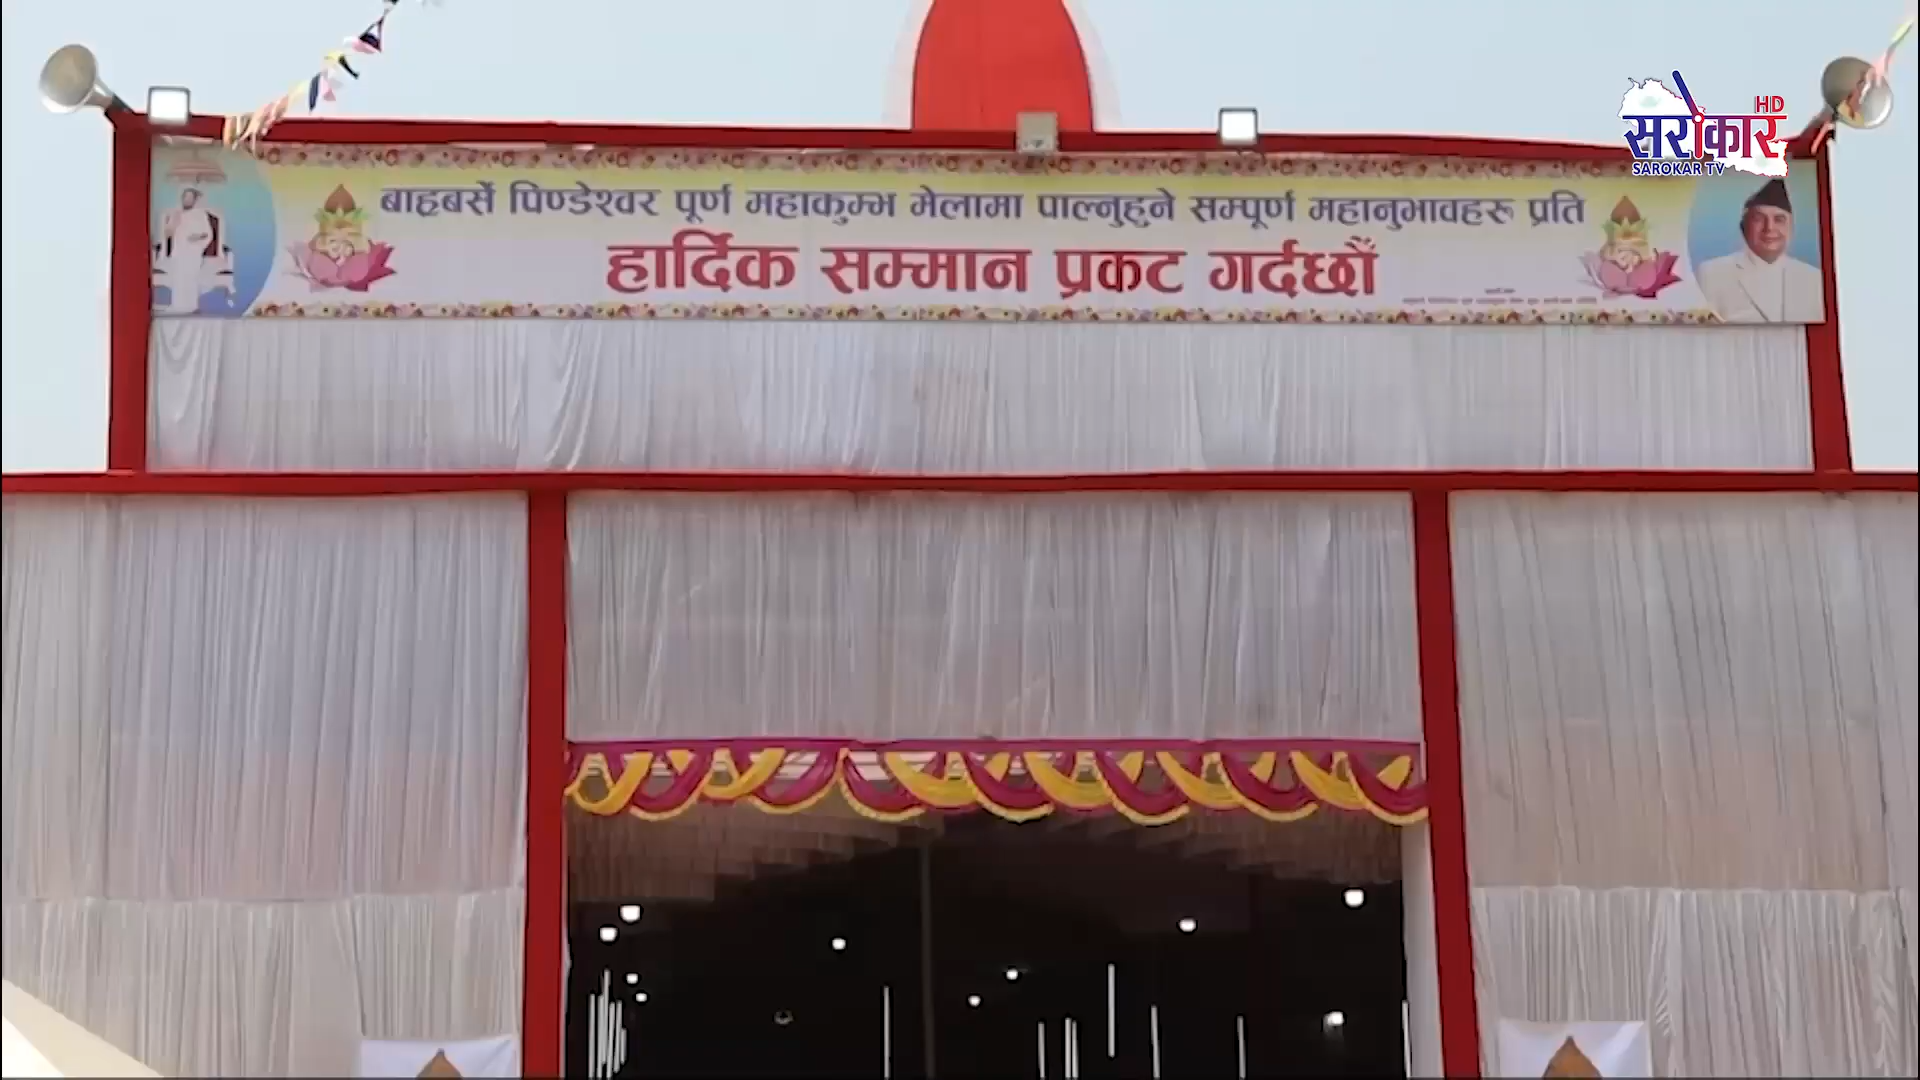 बाह्रबर्से पिण्डेश्वर पूर्ण महाकुम्भ मेलामा पाल्नुहुने सम्पूर्ण महानुभावहरू प्रति
हार्दिक सम्मान प्रकट गर्दछौं
सरोकार HD
SAROKAR TV